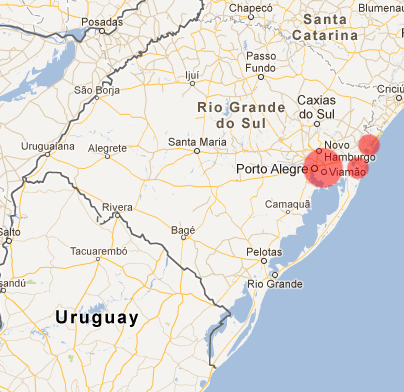 Chapecó
Blumenau
Posadas
Santa
Catarina
Passo
Fundo
Ijuí
Criciú
São Borja
Rio Grande
do Sul
Caxias
do Sul
Uruguaiana
Alegrete
Santa Maria
Novo
Hamburgo
Porto Alegre
Viamão
Camaquã
Rivera
Bagé
Salto
Tacuarembó
Pelotas
sandú
Rio Grande
Uruguay